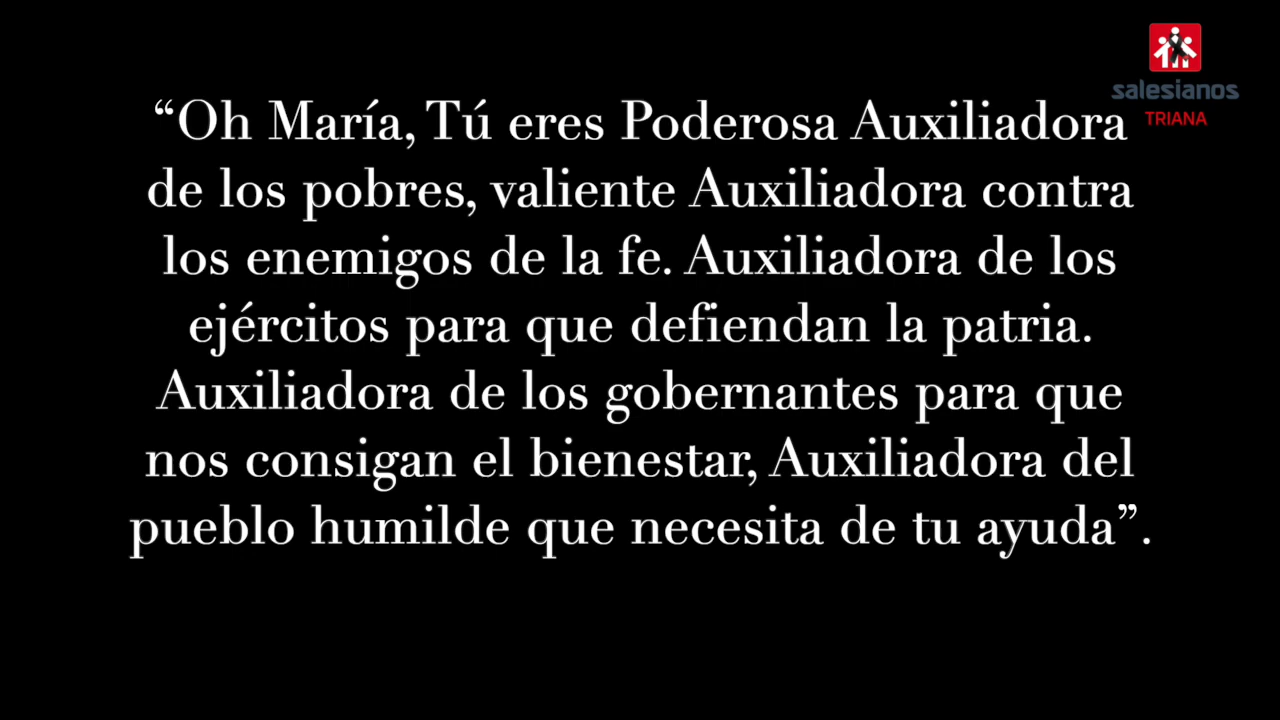 salesianos
TRIANA
“Oh María, Tú eres Poderosa Auxiliadora
de los pobres, valiente Auxiliadora contra
los enemigos de la fe. Auxiliadora de los
ejércitos para que defiendan la patria.
Auxiliadora de los gobernantes para que
nos consigan el bienestar, Auxiliadora del
pueblo humilde que necesita de tu ayuda”.